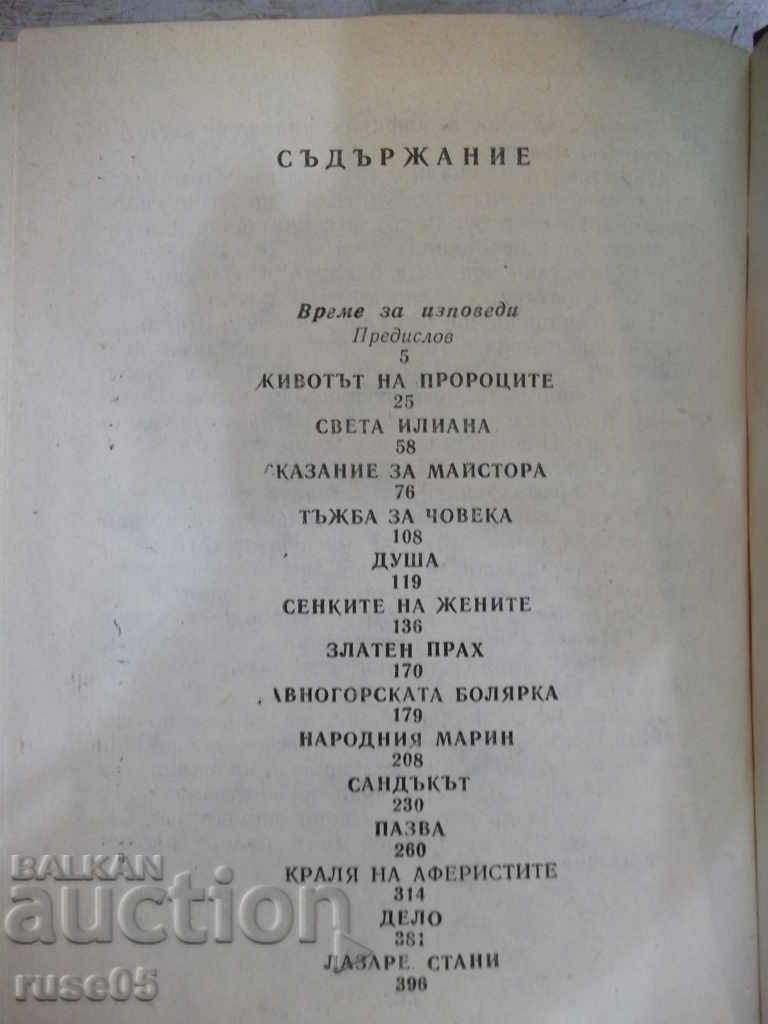 СЪДЪРЖАНИЕ
Време за изповеди
Предислов
5
ЖИВОТЪТ НА ПРОРОЦИТЕ
25
СВЕТА ИЛИАНА
58
СКАЗАНИЕ ЗА МАЙСТОРА
76
ТЪЖБА ЗА ЧОВЕКА
108
ДУША
119
СЕНКИТЕ НА ЖЕНИТЕ
136
ЗЛАТЕН ПРАХ
170
АВНОГОРСКАТА БОЛЯРКА
179
НАРОДНИЯ МАРИН
208
САНДЪКЪТ
230
ПАЗВА
260
КРАЛЯ НА АФЕРИСТИТЕ
314
ДЕЛО
381
ЛАЗАРЕ, СТАНИ
396
BALKAN
auction
ruse05